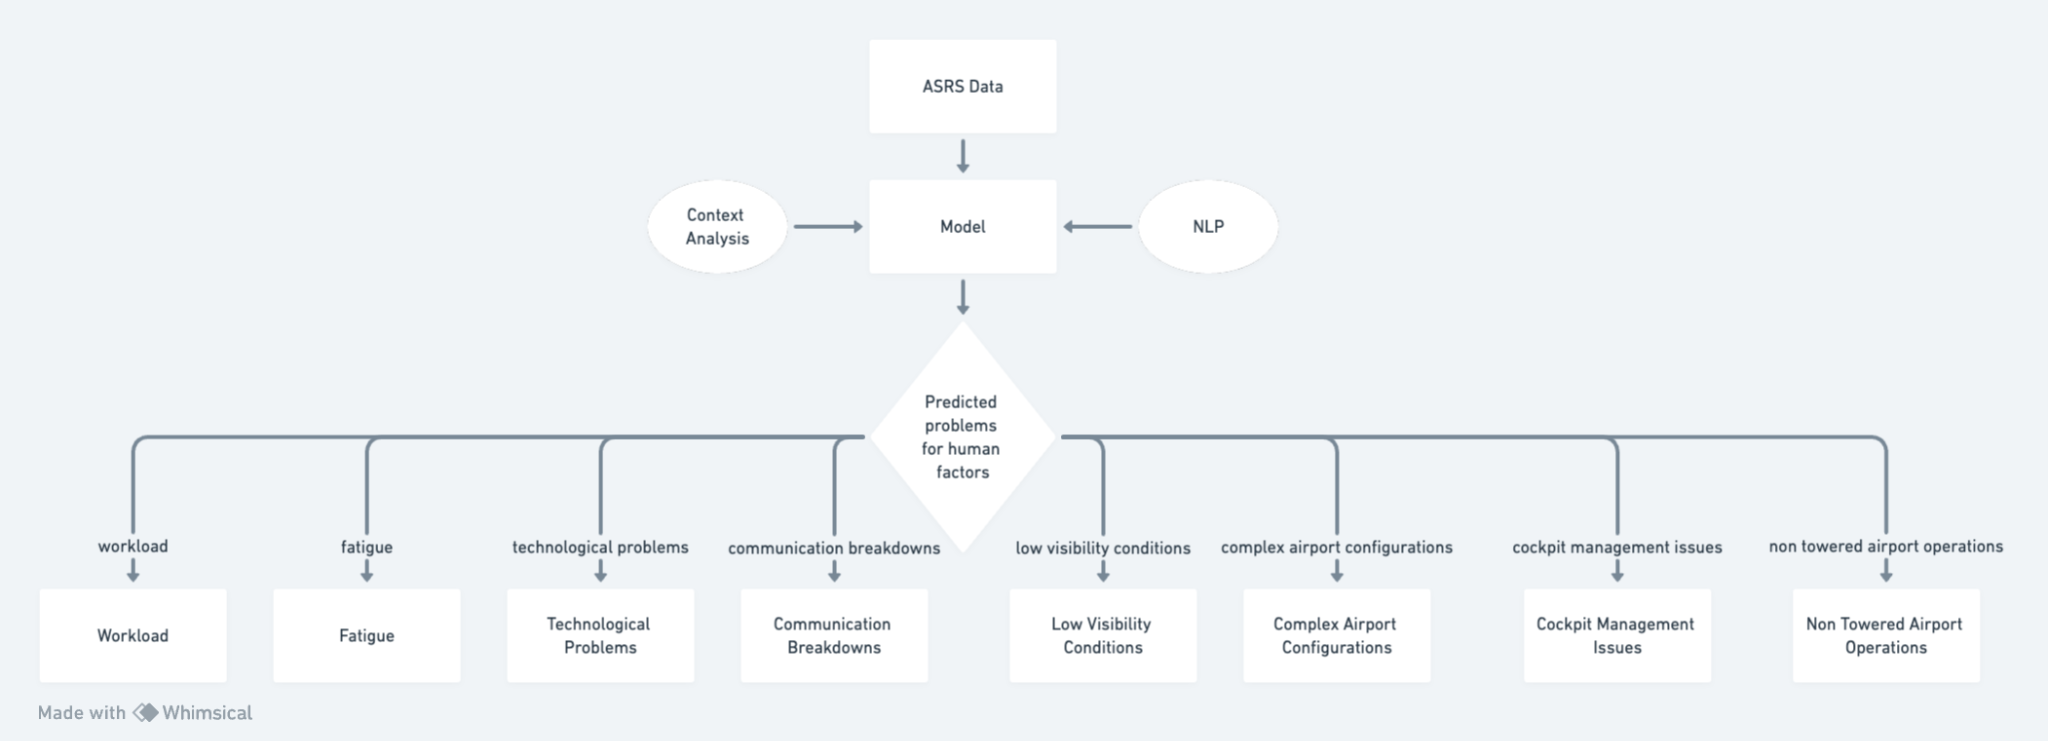 ASRS Data
Context
Analysis
Model
NLP
Predicted
problems
for human
factors
workload
fatigue
technological problems
communication breakdowns
low visibility conditions
complex airport configurations
cockpit management issues
non towered airport operations
Workload
Fatigue
Technological
Problems
Communication
Breakdowns
Low Visibility
Conditions
Complex Airport
Configurations
Cockpit Management
Issues
Non Towered Airport
Operations
Made with Whimsical